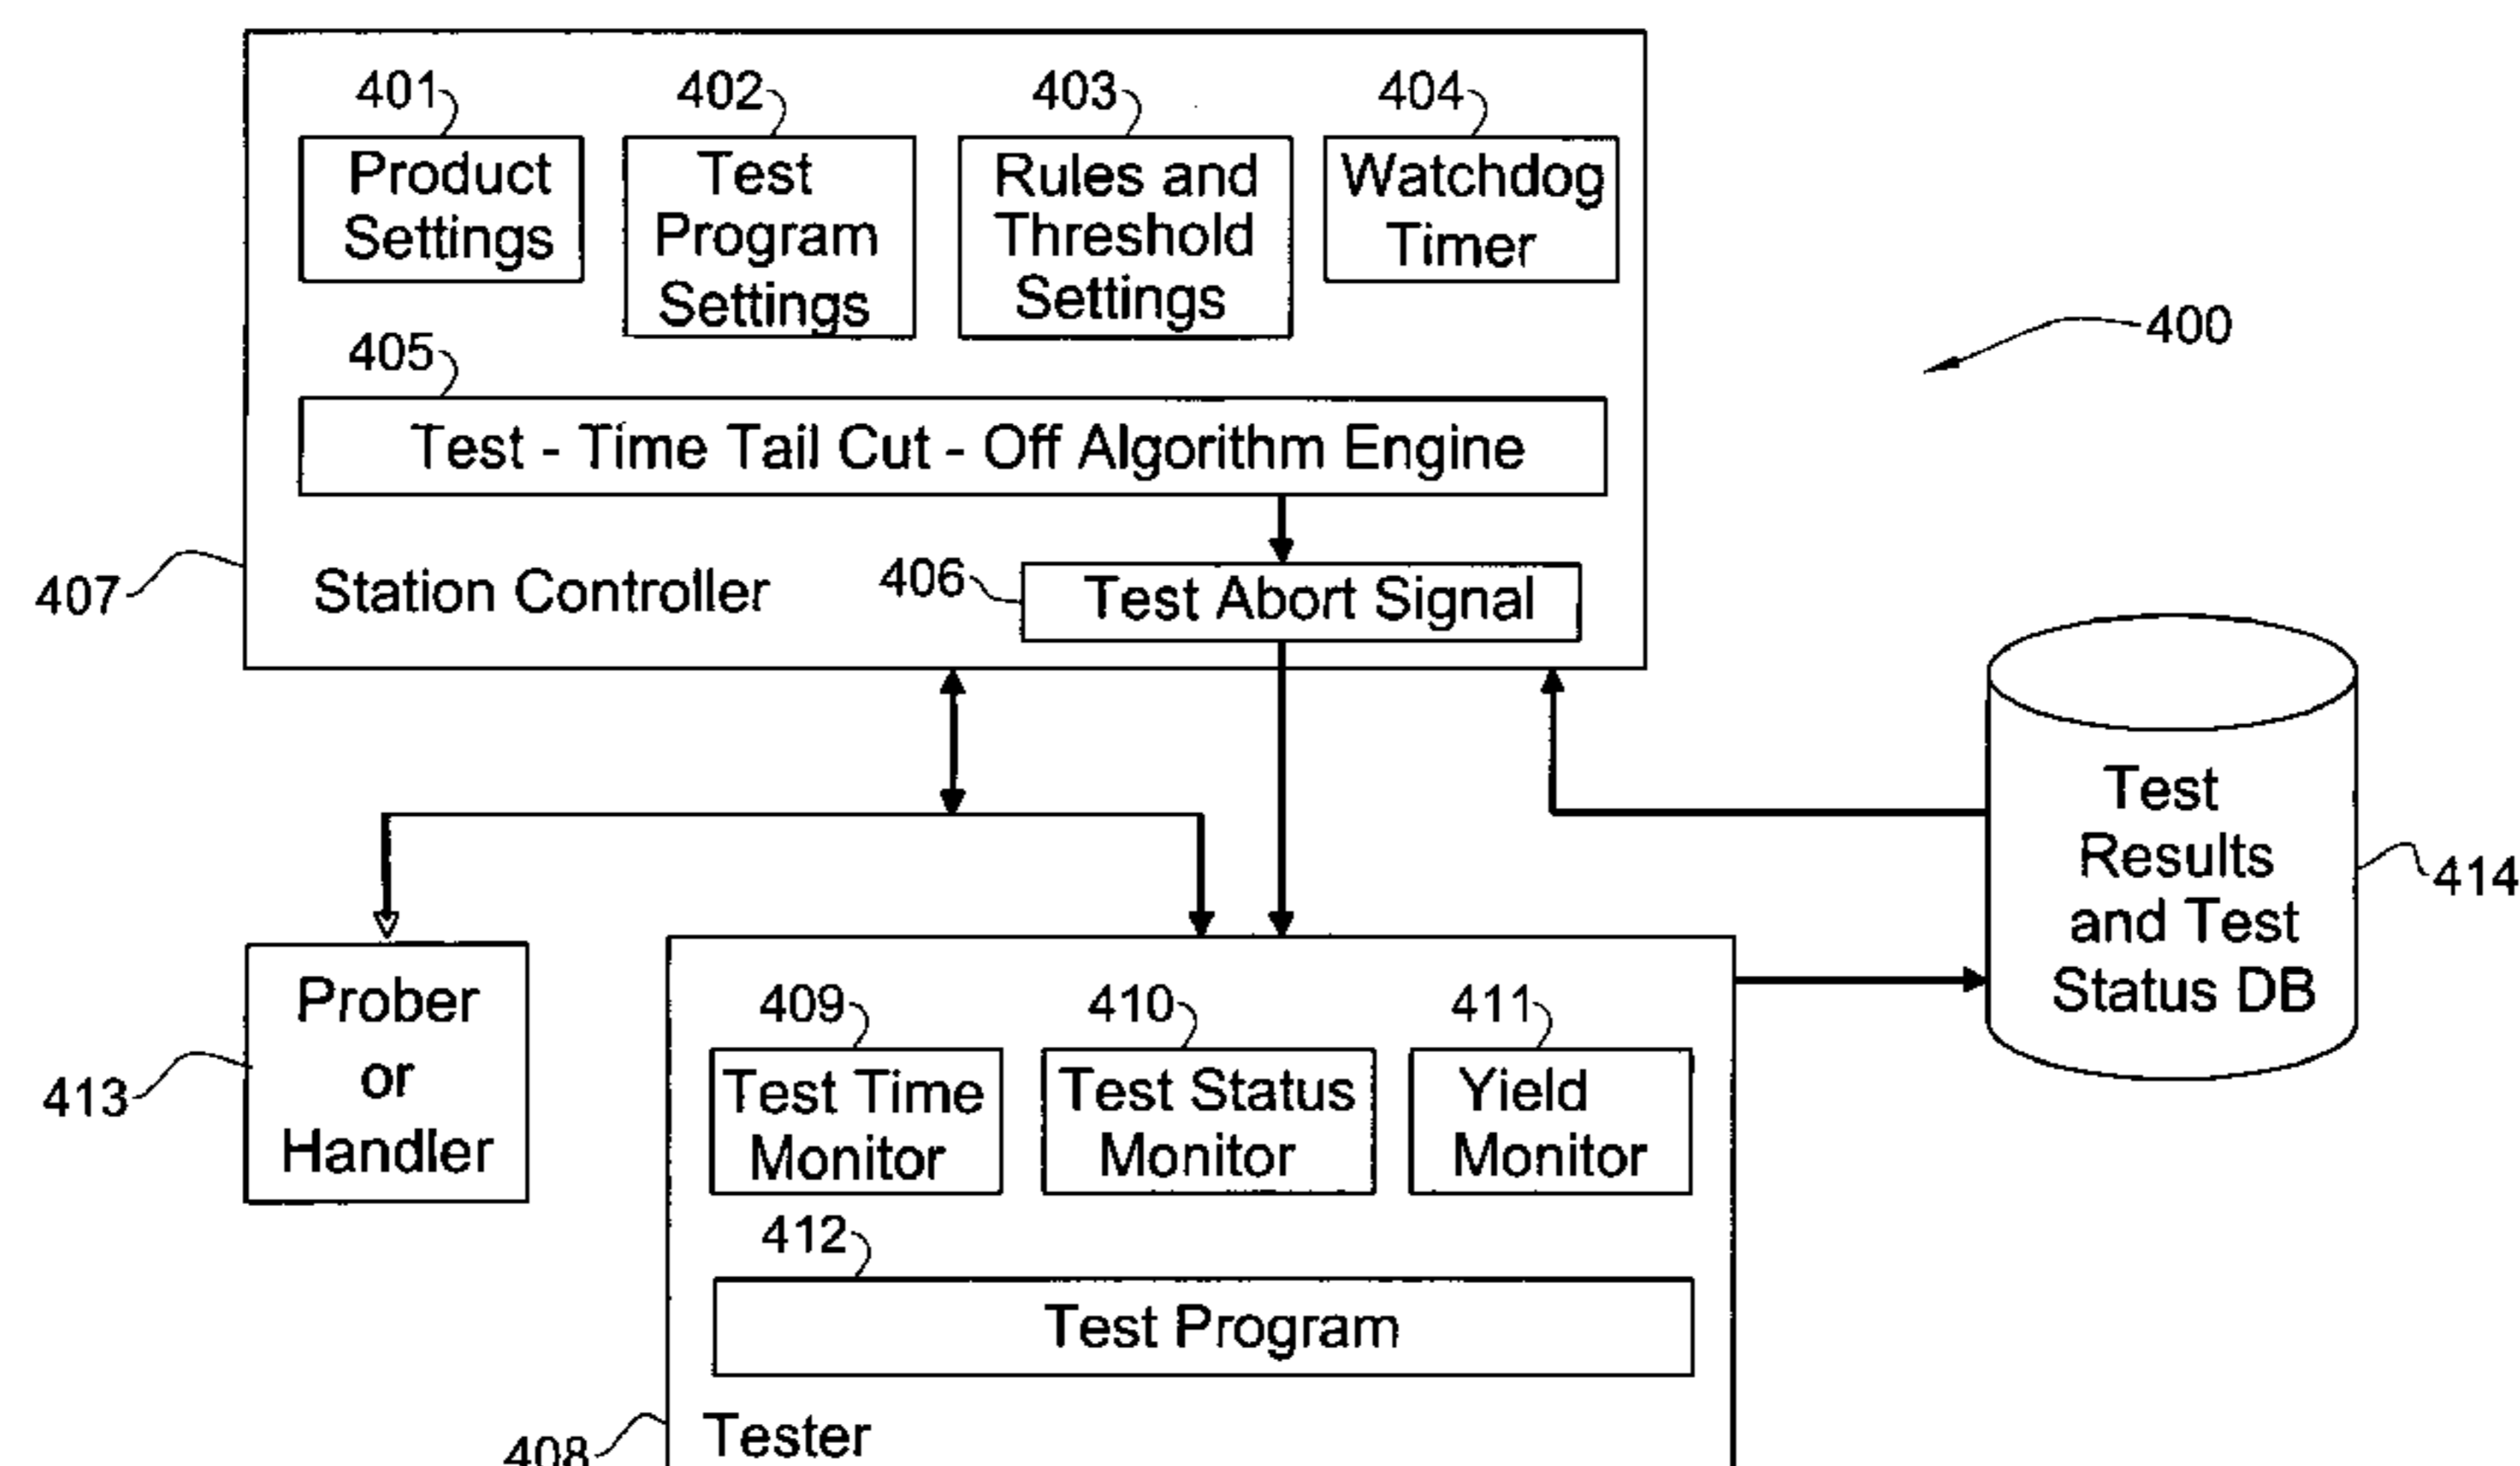 401
402
403
404
Product
Settings
Test
Program
Settings
Rules and
Threshold
Settings
Watchdog
Timer
400
405
Test - Time Tail Cut - Off Algorithm Engine
407
Station Controller
406
Test Abort Signal
Test
Results
and Test
Status DB
414
Prober
or
Handler
413
409
410
411
Test Time
Monitor
Test Status
Monitor
Yield
Monitor
412
Test Program
408
Tester